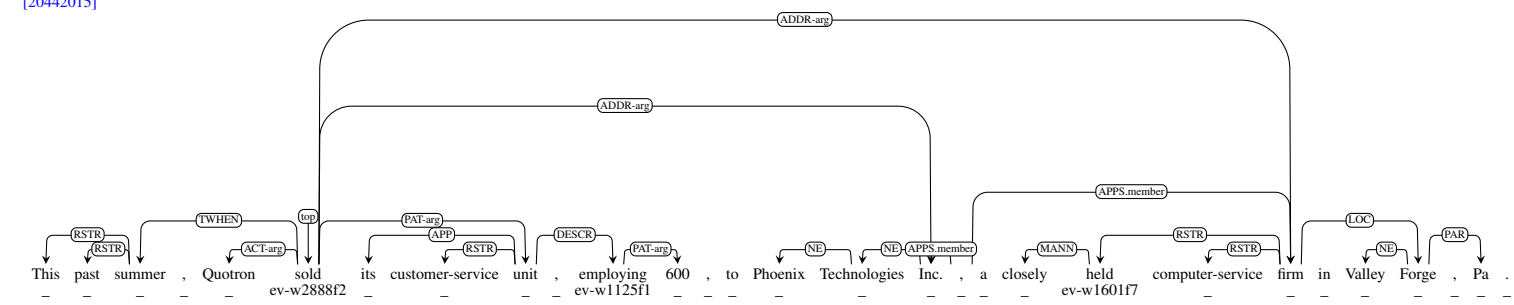 [20442015]
ADDR-arg
ADDR-arg
APPS.member
TWHEN top PAT-arg LOC
RSTR APP DESCR RSTR PAR
RSTR ACT-arg RSTR PAT-arg NE NE APPS.member MANN RSTR NE
This past summer , Quotron sold its customer-service unit , employing 600 , to Phoenix Technologies Inc. , a closely held computer-service firm in Valley Forge , Pa .
ev-w2888f2 ev-w1125f1 ev-w1601f7
_ _ _ _ _ _ _ _ _ _ _ _ _ _ _ _ _ _ _ _ _ _ _ _ _ _ _